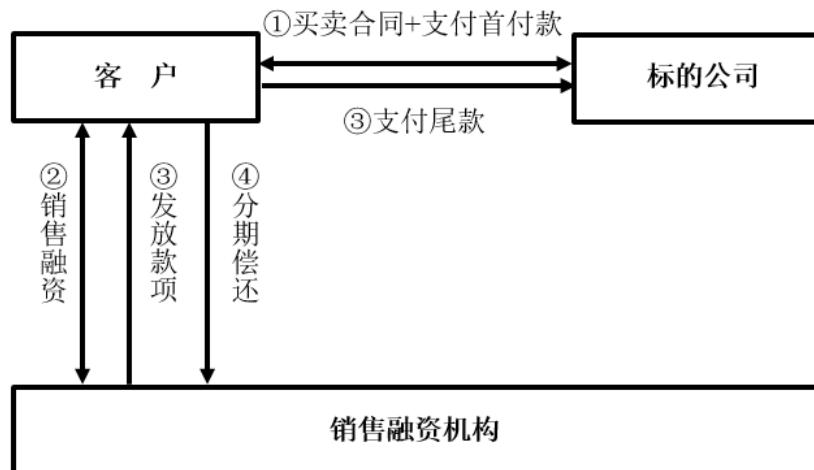 ①买卖合同+支付首付款
客　户
标的公司
③支付尾款
②销售融资
③发放款项
④分期偿还
销售融资机构